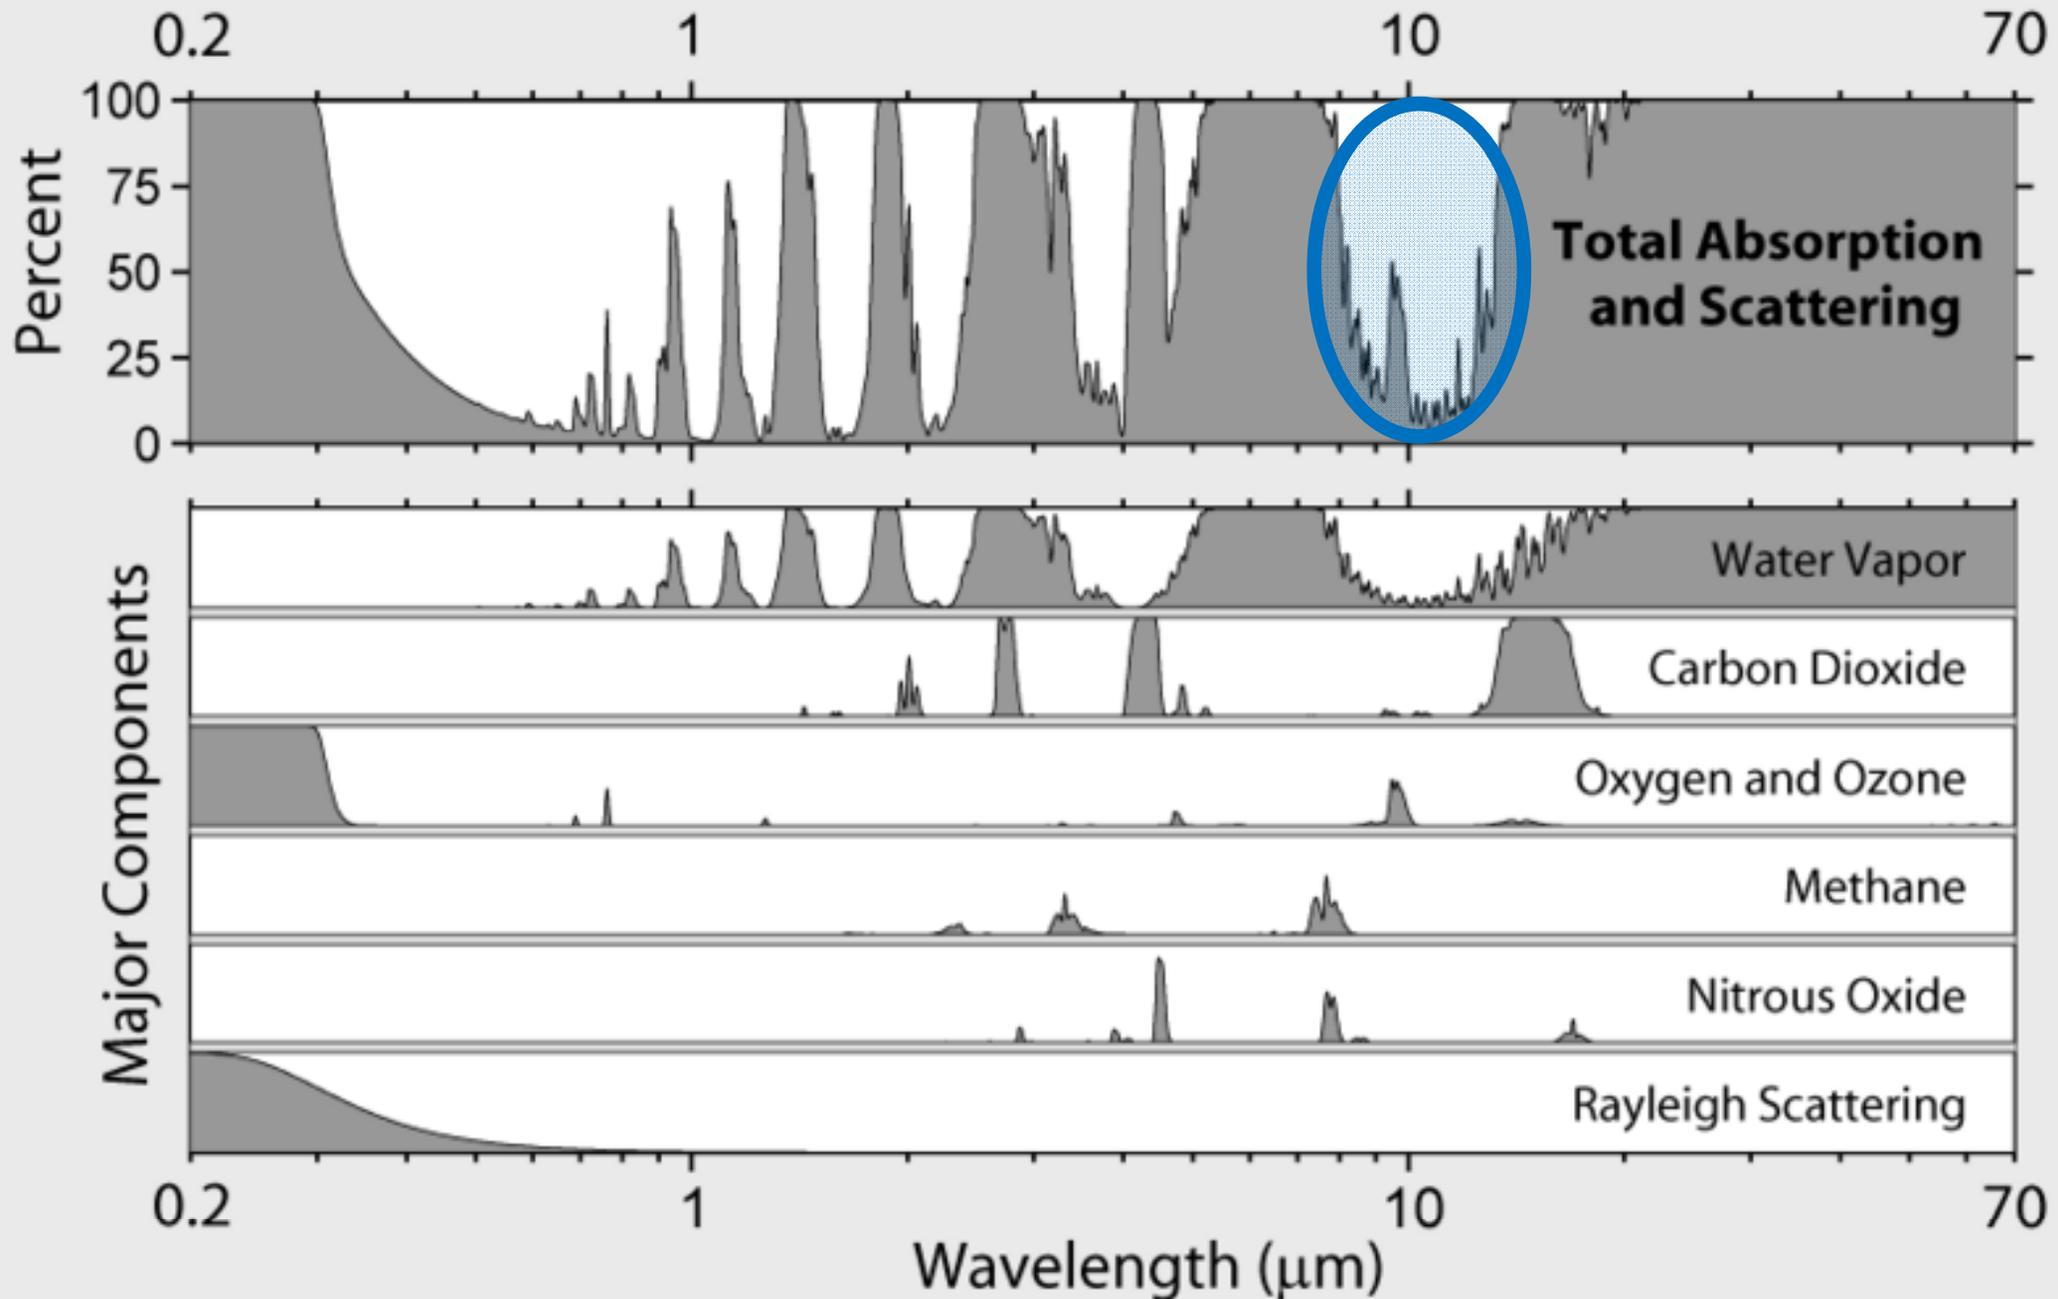 0.2 1 10 70
100
75
50
25
0
Percent
Total Absorption
and Scattering
Major Components
Water Vapor
Carbon Dioxide
Oxygen and Ozone
Methane
Nitrous Oxide
Rayleigh Scattering
0.2 1 10 70
Wavelength (μm)